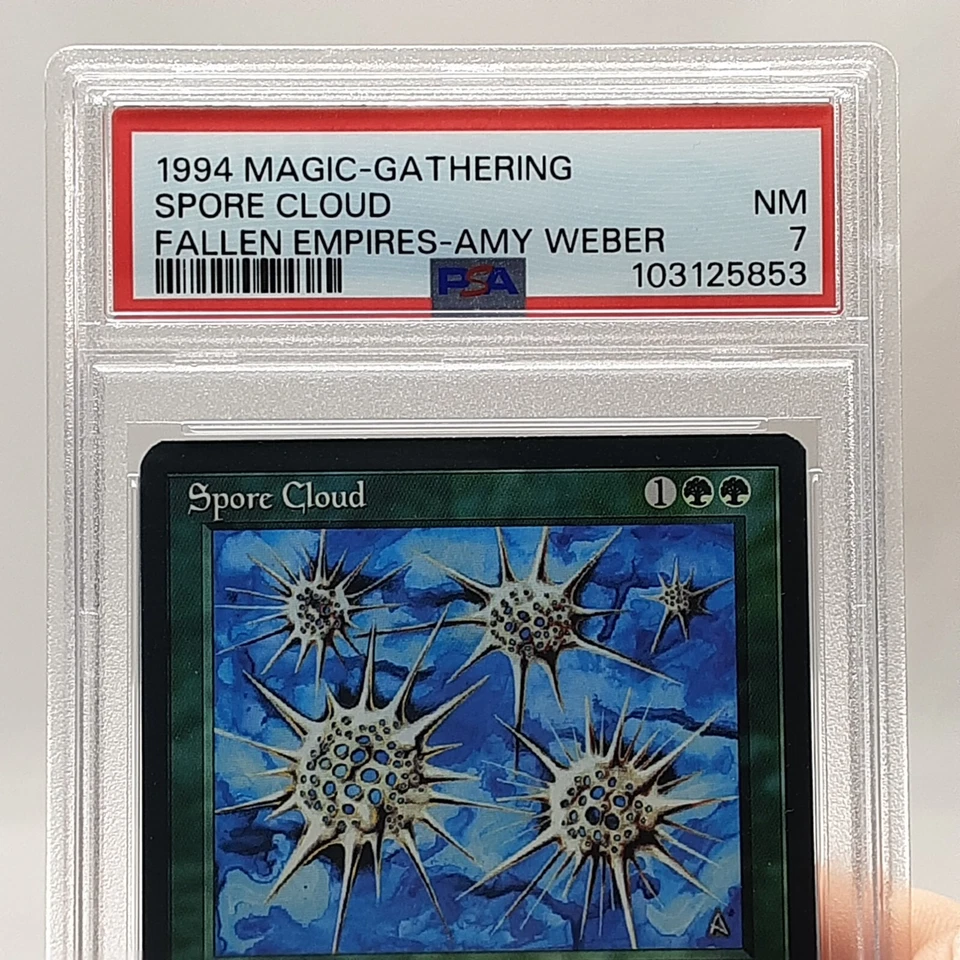 1994 MAGIC-GATHERING
SPORE CLOUD NM
FALLEN EMPIRES-AMY WEBER 7
PSA 103125853
Spore Cloud 1
A